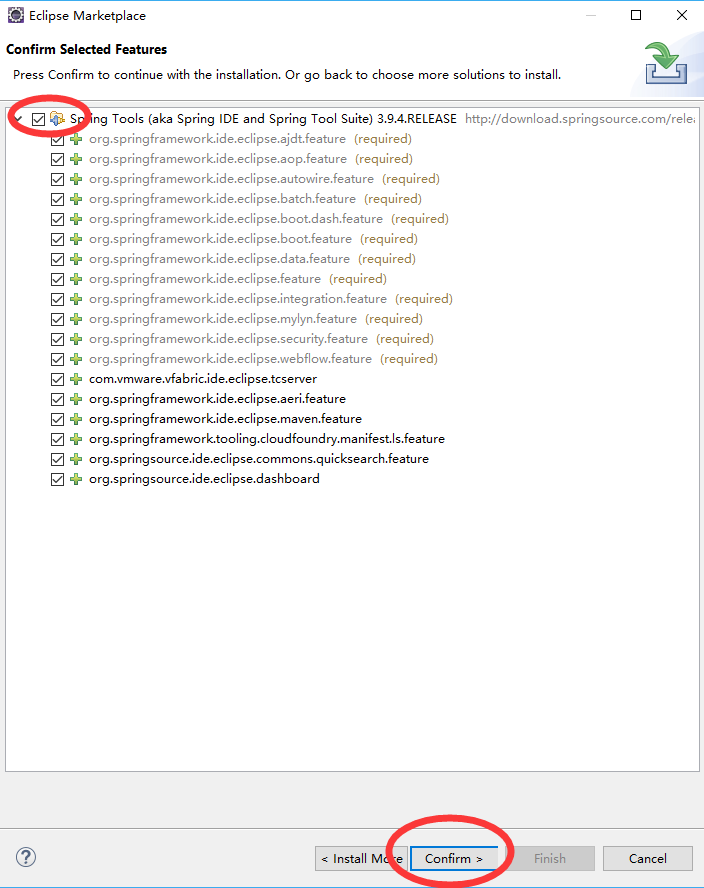 Eclipse Marketplace
Confirm Selected Features
Press Confirm to continue with the installation. Or go back to choose more solutions to install.
Spring Tools (aka Spring IDE and Spring Tool Suite) 3.9.4.RELEASE http://download.springsource.com/relea
org.springframework.ide.eclipse.ajdt.feature (required)
org.springframework.ide.eclipse.aop.feature (required)
org.springframework.ide.eclipse.autowire.feature (required)
org.springframework.ide.eclipse.batch.feature (required)
org.springframework.ide.eclipse.boot.dash.feature (required)
org.springframework.ide.eclipse.boot.feature (required)
org.springframework.ide.eclipse.data.feature (required)
org.springframework.ide.eclipse.feature (required)
org.springframework.ide.eclipse.integration.feature (required)
org.springframework.ide.eclipse.mylyn.feature (required)
org.springframework.ide.eclipse.security.feature (required)
org.springframework.ide.eclipse.webflow.feature (required)
com.vmware.vfabric.ide.eclipse.tcserver
org.springframework.ide.eclipse.aeri.feature
org.springframework.ide.eclipse.maven.feature
org.springframework.tooling.cloudfoundry.manifest.ls.feature
org.springsource.ide.eclipse.commons.quicksearch.feature
org.springsource.ide.eclipse.dashboard
? < Install More Confirm > Finish Cancel